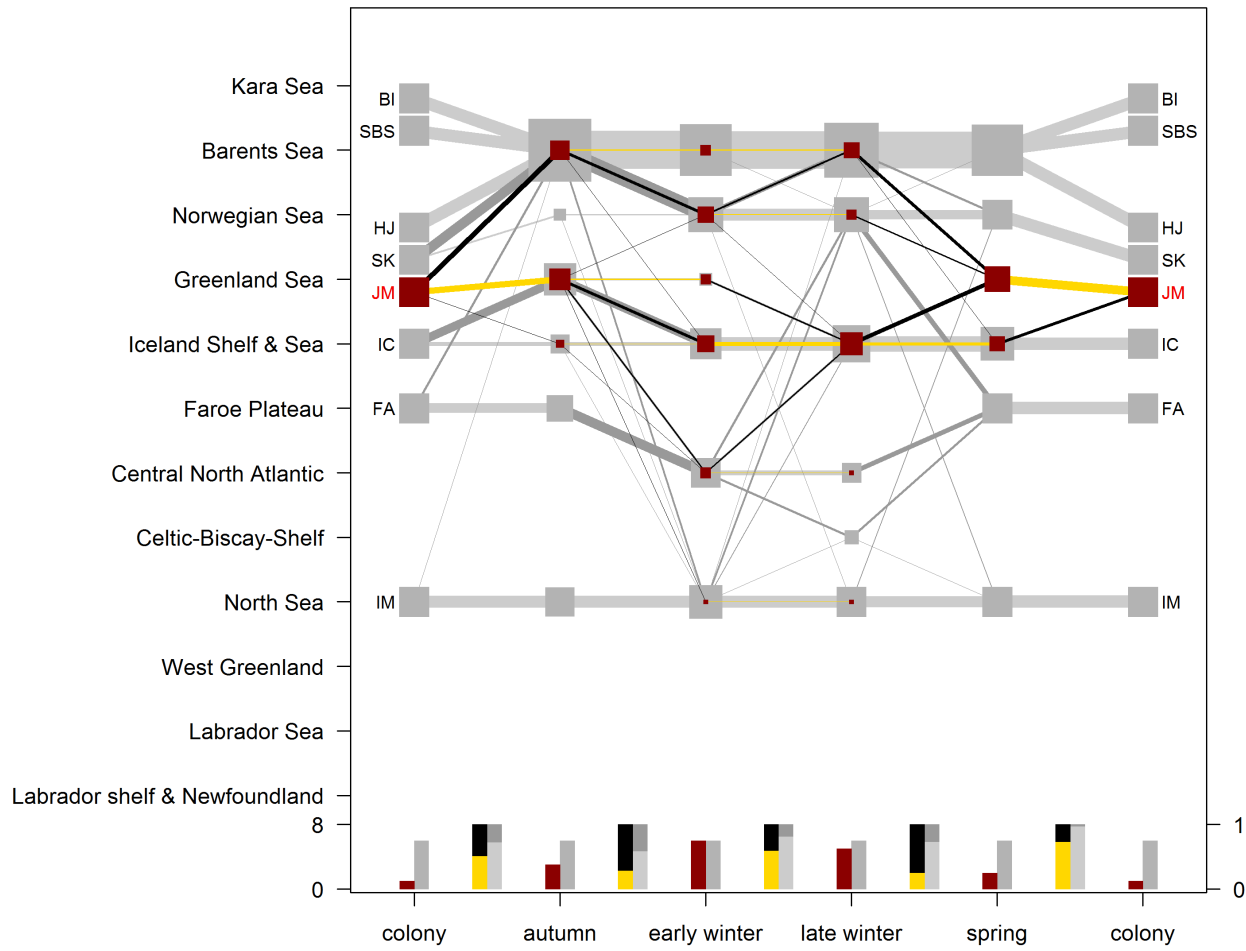 Kara Sea
BI BI
SBS SBS
Barents Sea
Norwegian Sea
HJ HJ
SK SK
Greenland Sea
JM JM
Iceland Shelf & Sea IC IC
Faroe Plateau FA FA
Central North Atlantic
Celtic-Biscay-Shelf
North Sea IM IM
West Greenland
Labrador Sea
Labrador shelf & Newfoundland
8 1
0 0
colony autumn early winter late winter spring colony